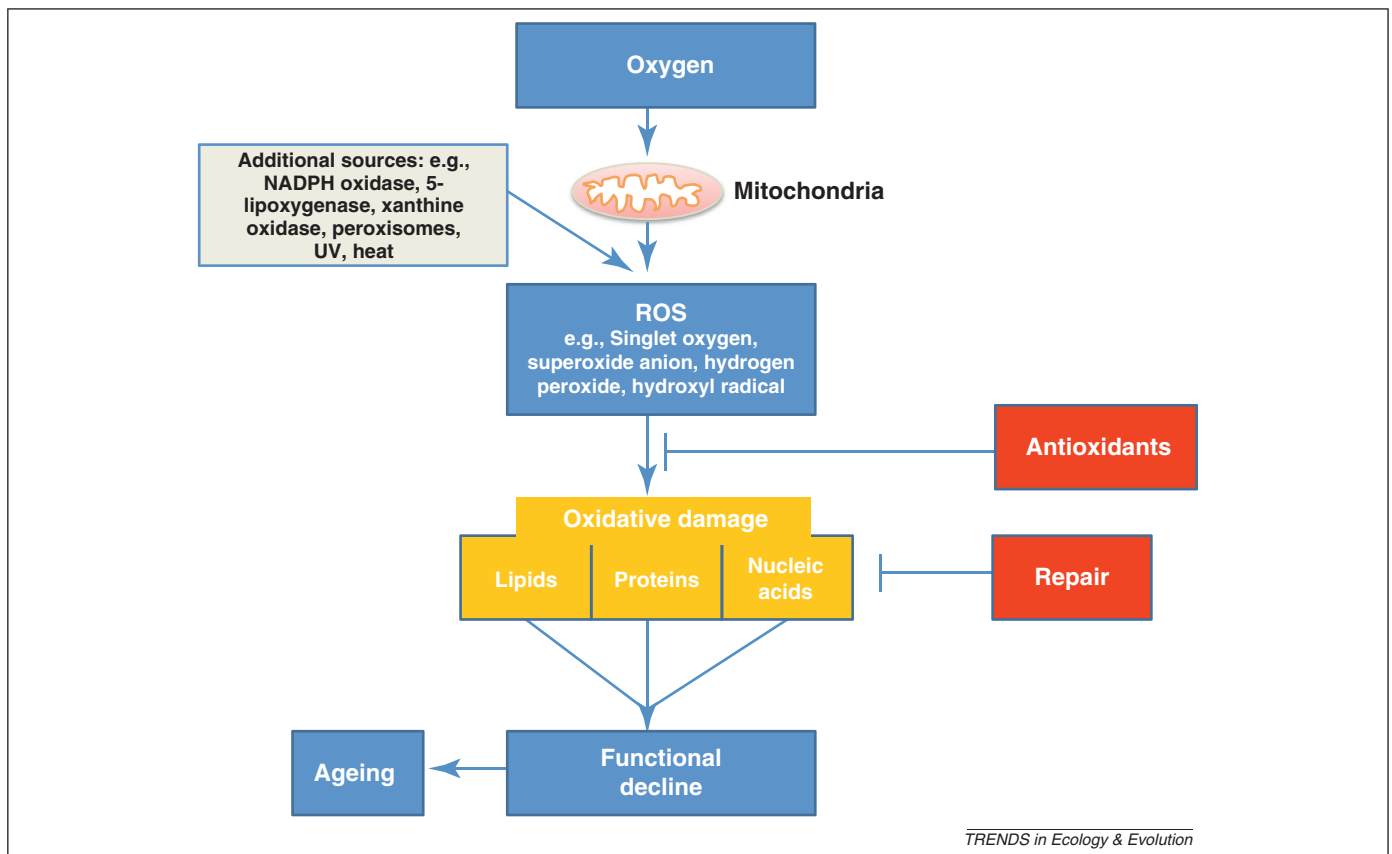 Oxygen
Additional sources: e.g.,
NADPH oxidase, 5-
lipoxygenase, xanthine
oxidase, peroxisomes,
UV, heat
Mitochondria
ROS
e.g., Singlet oxygen,
superoxide anion, hydrogen
peroxide, hydroxyl radical
Antioxidants
Oxidative damage
Lipids
Proteins
Nucleic
acids
Repair
Ageing
Functional
decline
TRENDS in Ecology & Evolution